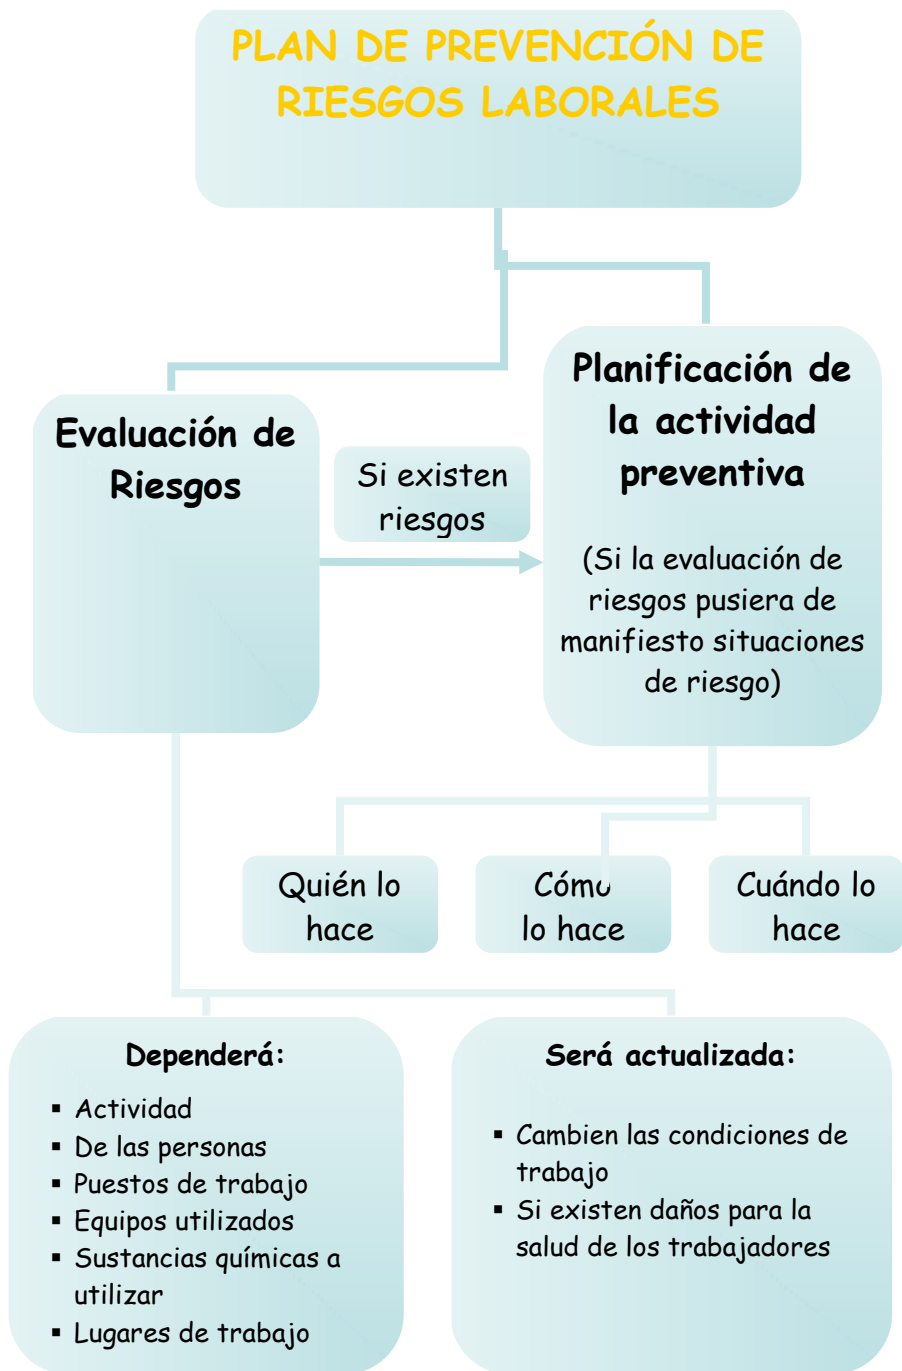 PLAN DE PREVENCIÓN DE
RIESGOS LABORALES
Evaluación de
Riesgos
Si existen
riesgos
Planificación de
la actividad
preventiva
(Si la evaluación de
riesgos pusiera de
manifiesto situaciones
de riesgo)
Quién lo
hace
Cómo
lo hace
Cuándo lo
hace
Dependerá:
▪ Actividad
▪ De las personas
▪ Puestos de trabajo
▪ Equipos utilizados
▪ Sustancias químicas a
utilizar
▪ Lugares de trabajo
Será actualizada:
▪ Cambien las condiciones de
trabajo
▪ Si existen daños para la
salud de los trabajadores